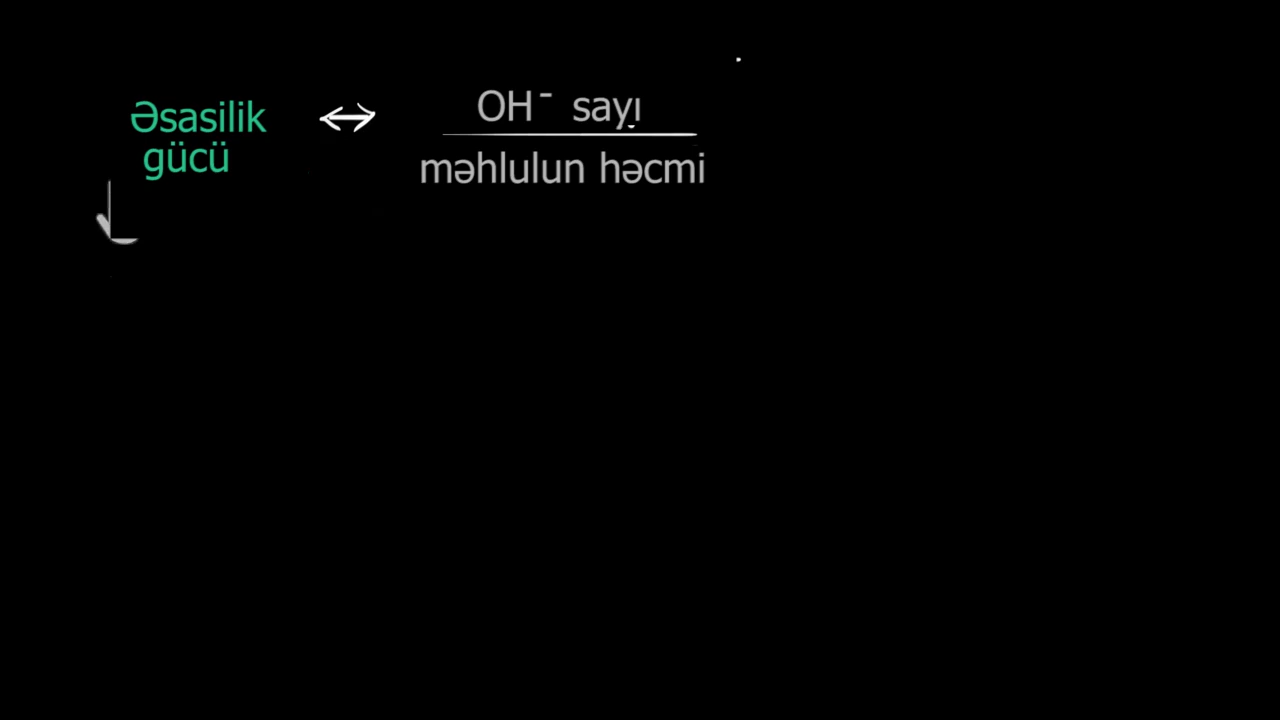 Əsasilik
gücü
↔
OH⁻ sayı
məhlulun həcmi